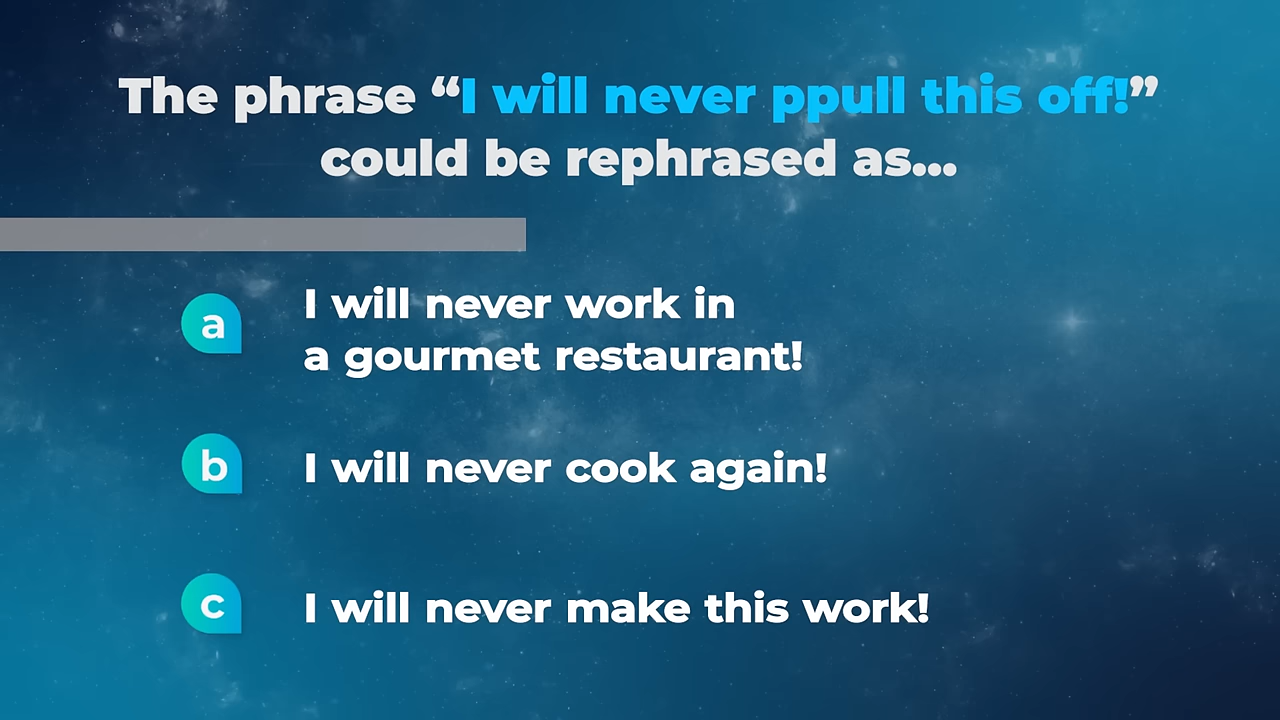 The phrase “I will never ppull this off!”
could be rephrased as...
a
I will never work in
a gourmet restaurant!
b
I will never cook again!
c
I will never make this work!